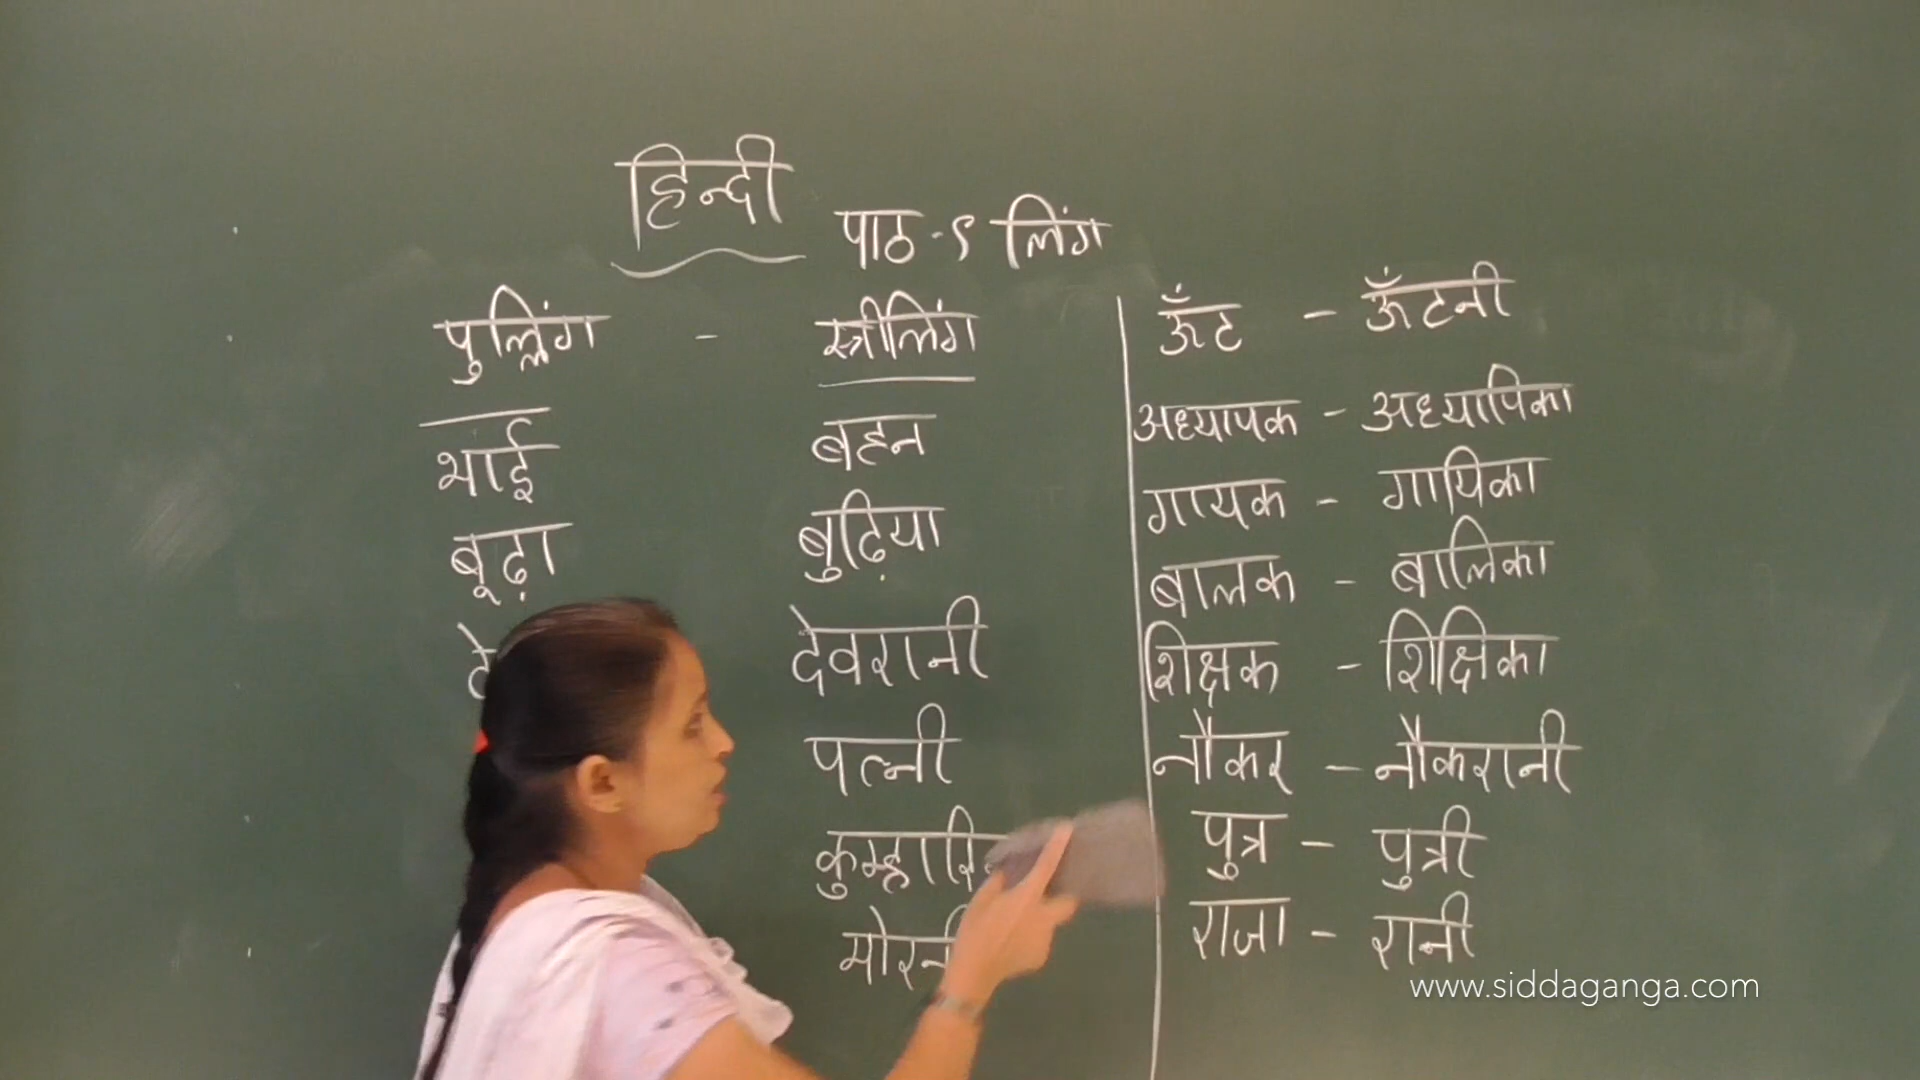 हिन्दी
पाठ - ९ लिंग
पुल्लिंग - स्त्रीलिंग
भाई बहन
बूढ़ा बुढ़िया
देवरानी
पत्नी
ऊँट - ऊँटनी
अध्यापक - अध्यापिका
गायक - गायिका
बालक - बालिका
शिक्षक - शिक्षिका
नौकर - नौकरानी
पुत्र - पुत्री
राजा - रानी
www.siddaganga.com